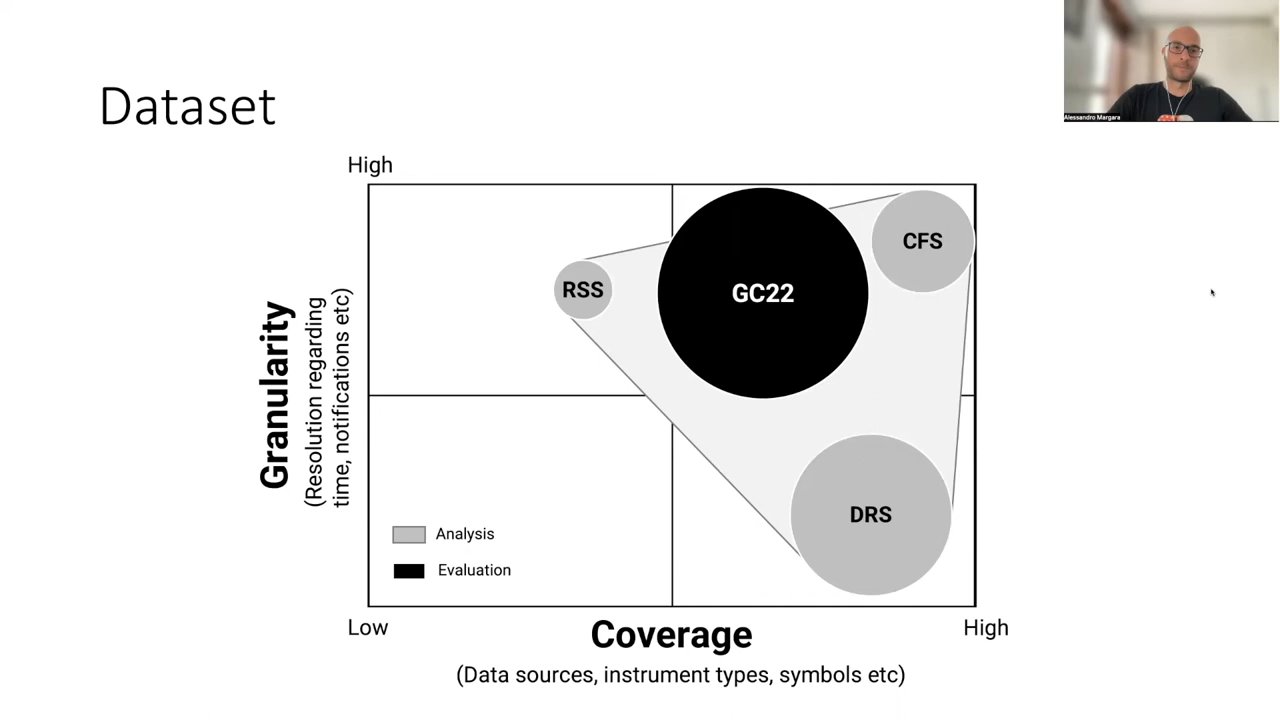 Alessandro Margara
Dataset
High
Granularity
(Resolution regarding
time, notifications etc)
RSS
GC22
CFS
DRS
Analysis
Evaluation
Low
Coverage
High
(Data sources, instrument types, symbols etc)